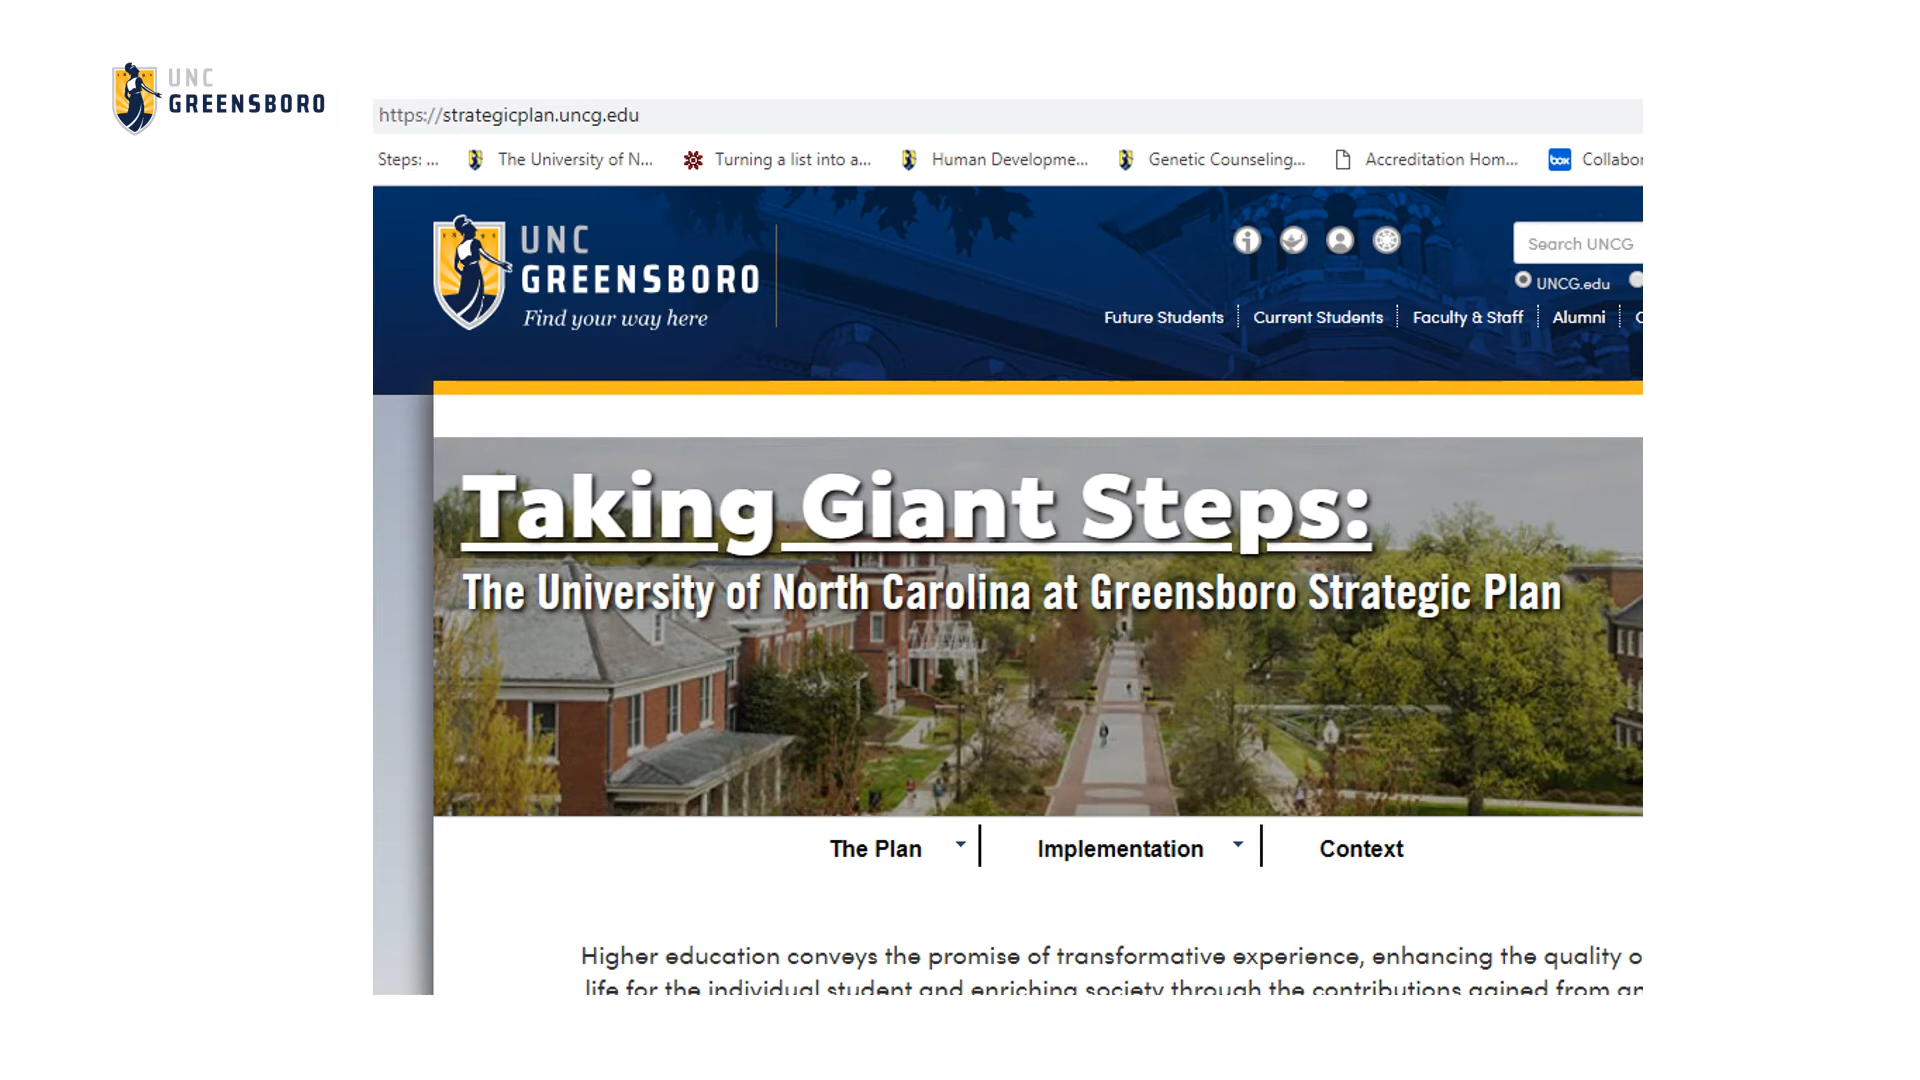 UNC
GREENSBORO
https://strategicplan.uncg.edu
Steps: ... The University of N... Turning a list into a... Human Developme... Genetic Counseling... Accreditation Hom... box Collabor
UNC
GREENSBORO
Find your way here
Search UNCG
UNCG.edu
Future Students Current Students Faculty & Staff Alumni
Taking Giant Steps:
The University of North Carolina at Greensboro Strategic Plan
The Plan Implementation Context
Higher education conveys the promise of transformative experience, enhancing the quality o
life for the individual student and enriching society through the contributions gained from an